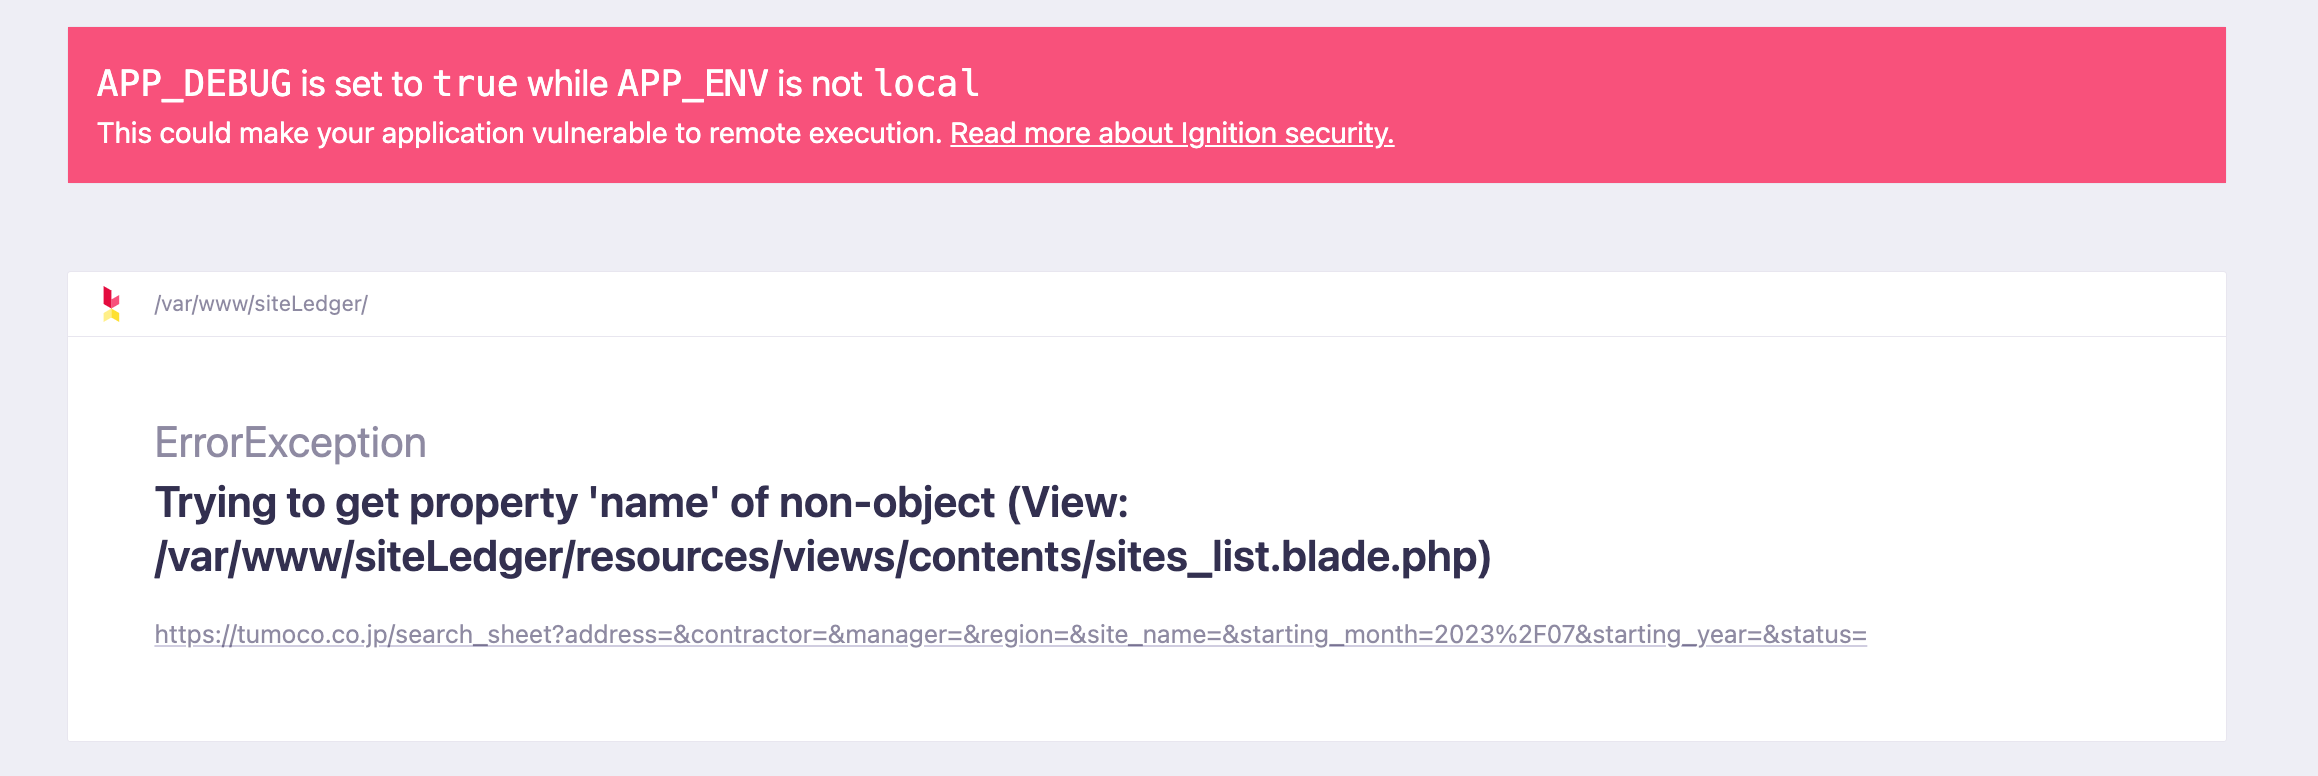 APP_DEBUG is set to true while APP_ENV is not local
This could make your application vulnerable to remote execution. Read more about Ignition security.
/var/www/siteLedger/
ErrorException
Trying to get property 'name' of non-object (View:
/var/www/siteLedger/resources/views/contents/sites_list.blade.php)
https://tumoco.co.jp/search_sheet?address=&contractor=&manager=&region=&site_name=&starting_month=2023%2F07&starting_year=&status=